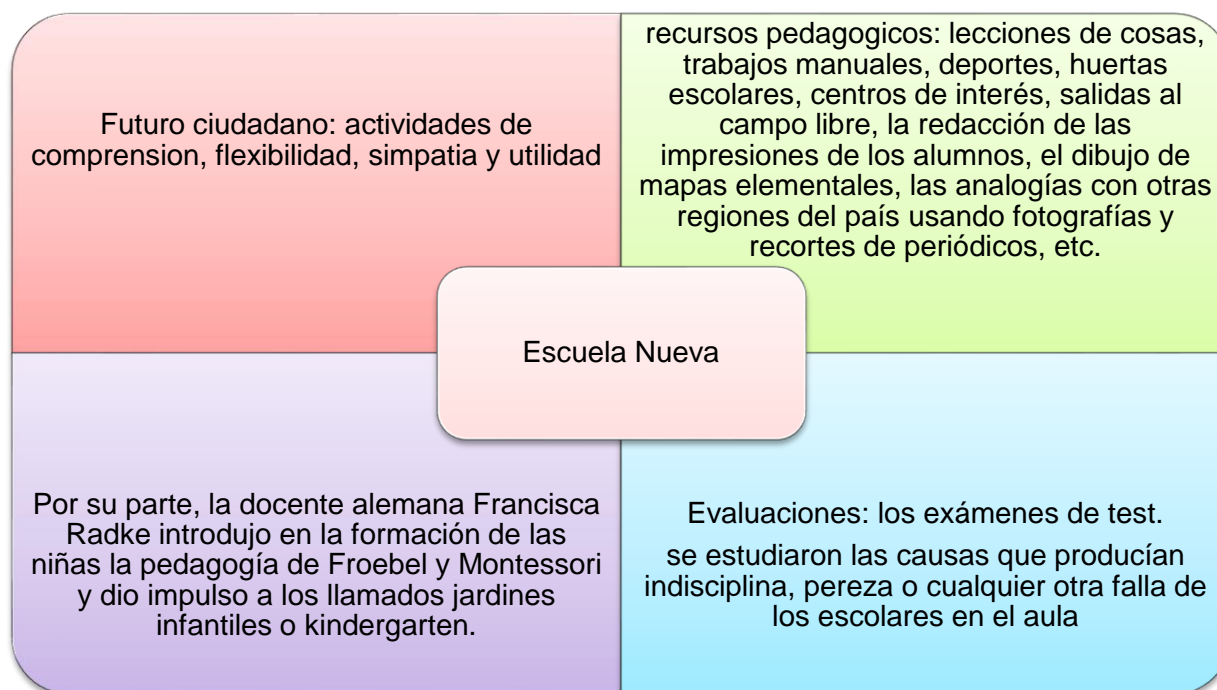 Futuro ciudadano: actividades de
comprension, flexibilidad, simpatia y utilidad
recursos pedagogicos: lecciones de cosas,
trabajos manuales, deportes, huertas
escolares, centros de interés, salidas al
campo libre, la redacción de las
impresiones de los alumnos, el dibujo de
mapas elementales, las analogías con otras
regiones del país usando fotografías y
recortes de periódicos, etc.
Escuela Nueva
Por su parte, la docente alemana Francisca
Radke introdujo en la formación de las
niñas la pedagogía de Froebel y Montessori
y dio impulso a los llamados jardines
infantiles o kindergarten.
Evaluaciones: los exámenes de test.
se estudiaron las causas que producían
indisciplina, pereza o cualquier otra falla de
los escolares en el aula